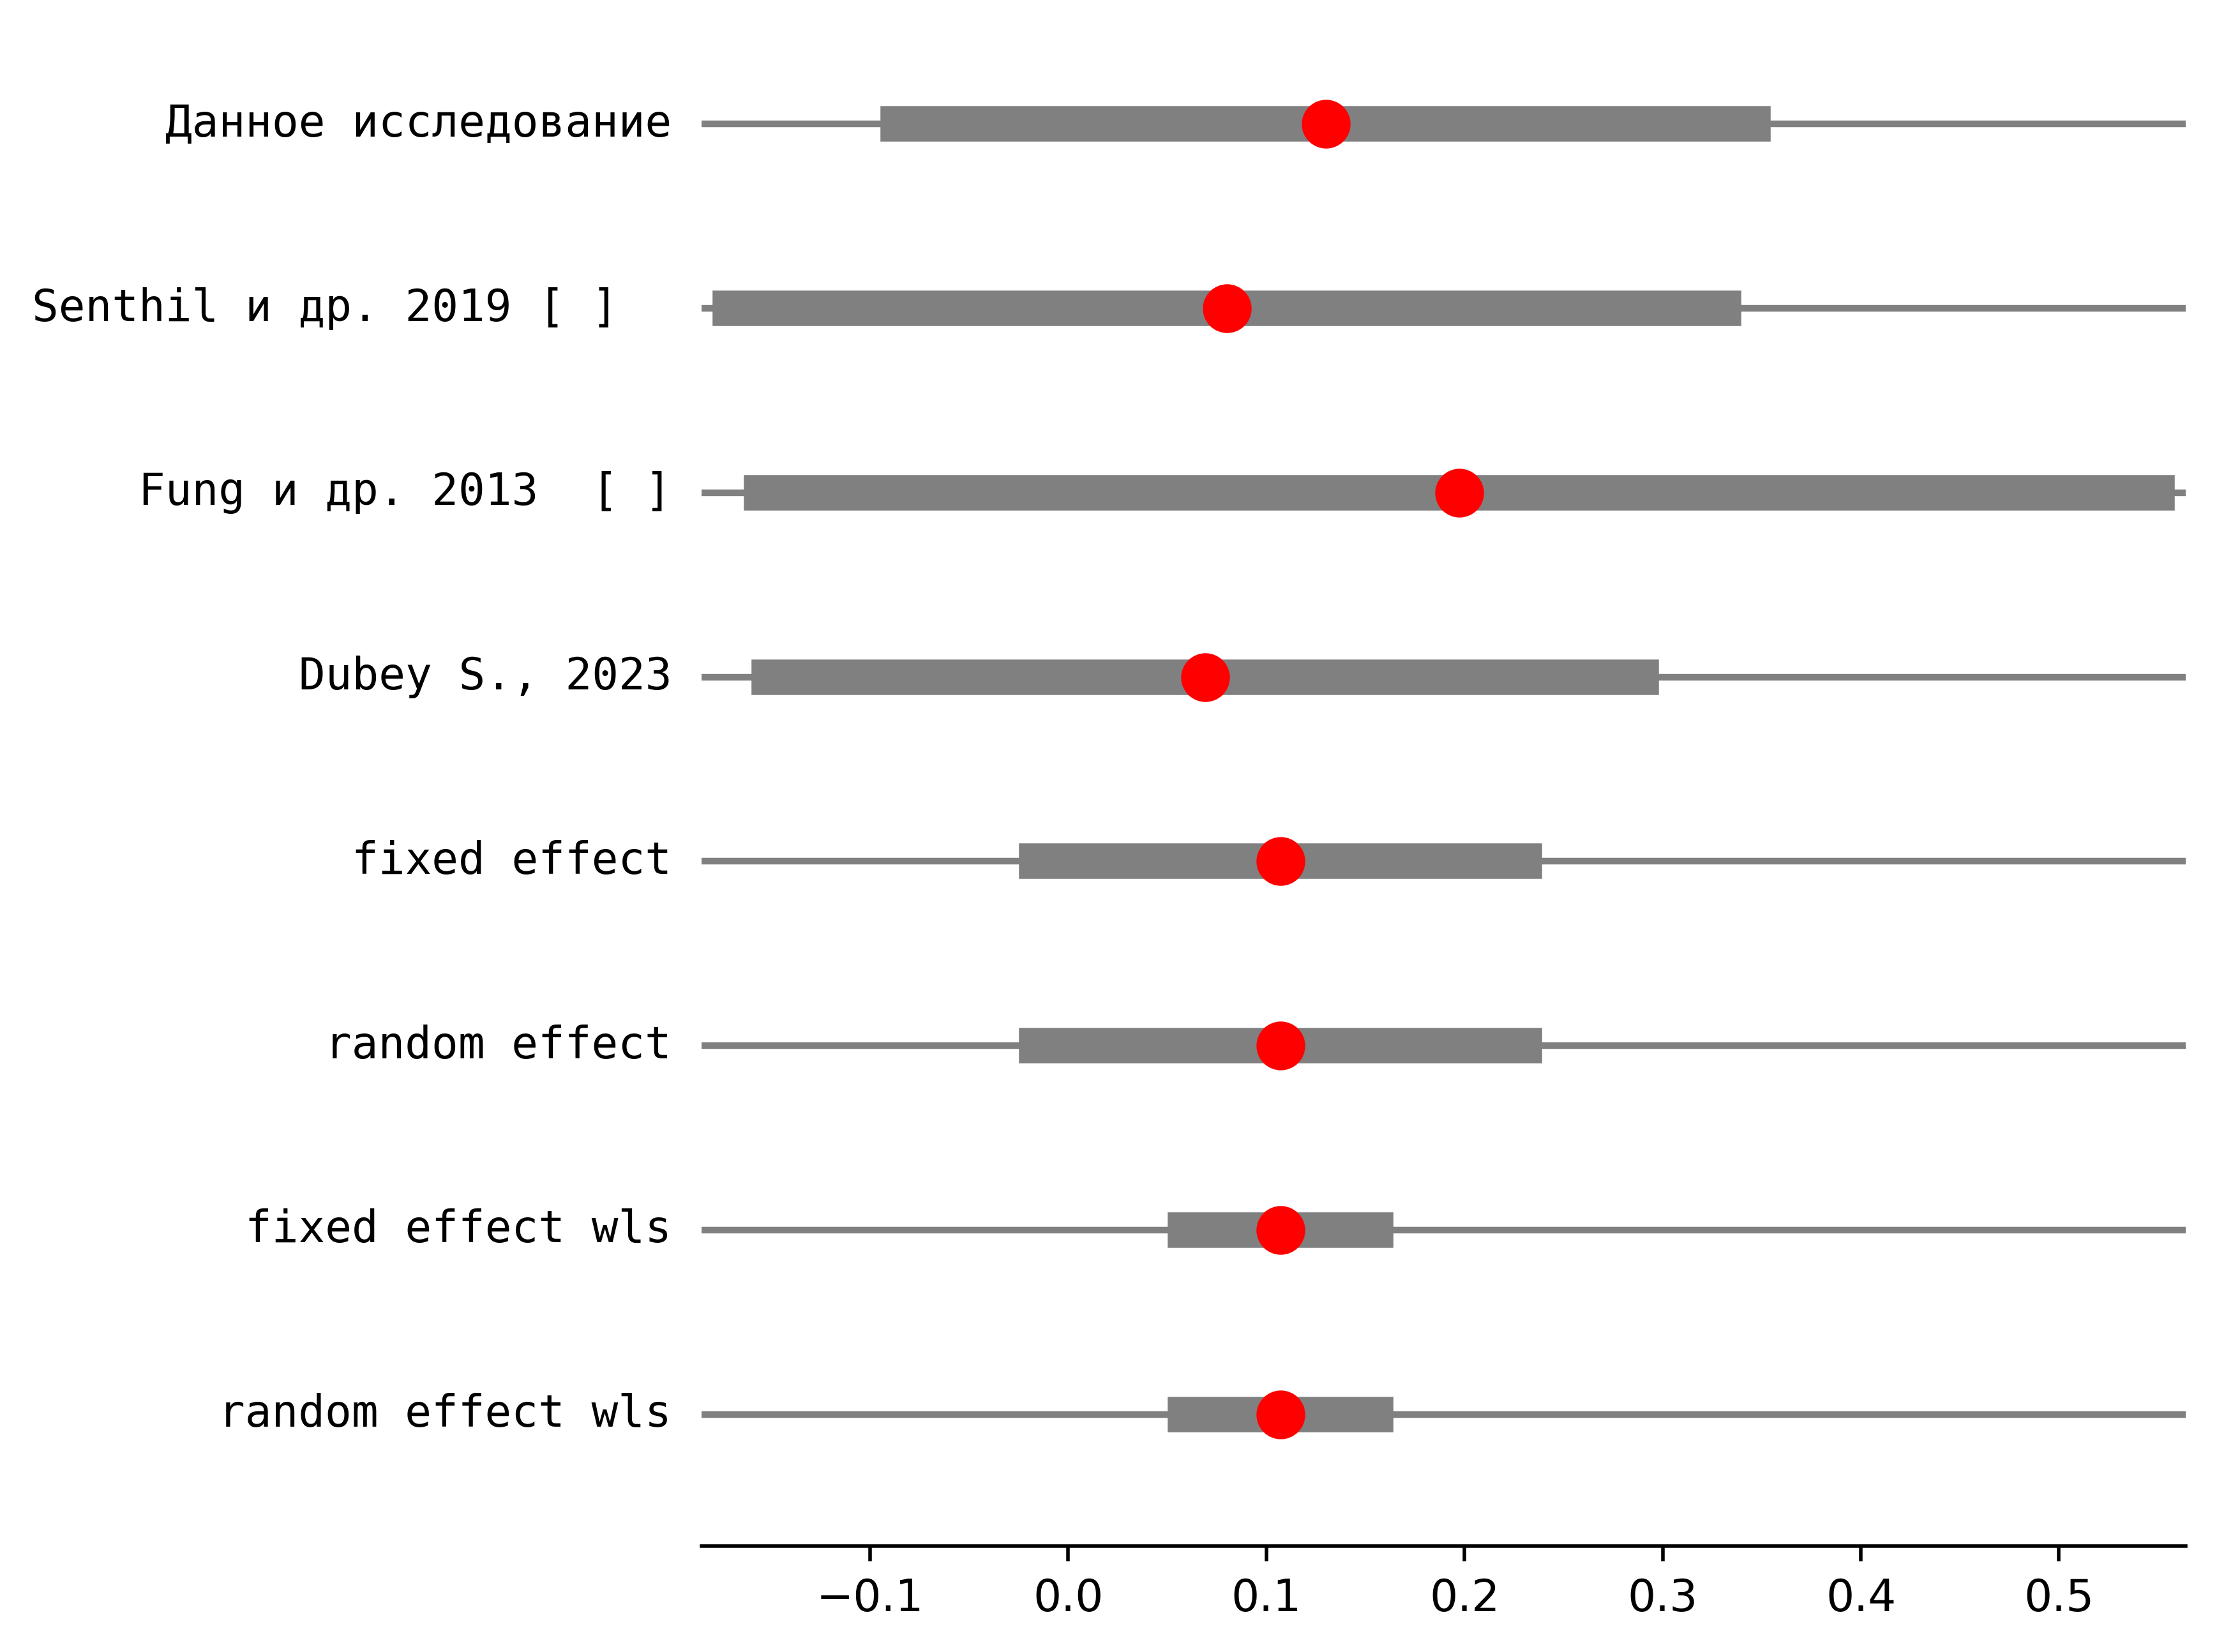 Данное исследование
Senthil и др. 2019 [ ]
Fung и др. 2013  [ ]
Dubey S., 2023
fixed effect
random effect
fixed effect wls
random effect wls
−0.1 0.0 0.1 0.2 0.3 0.4 0.5